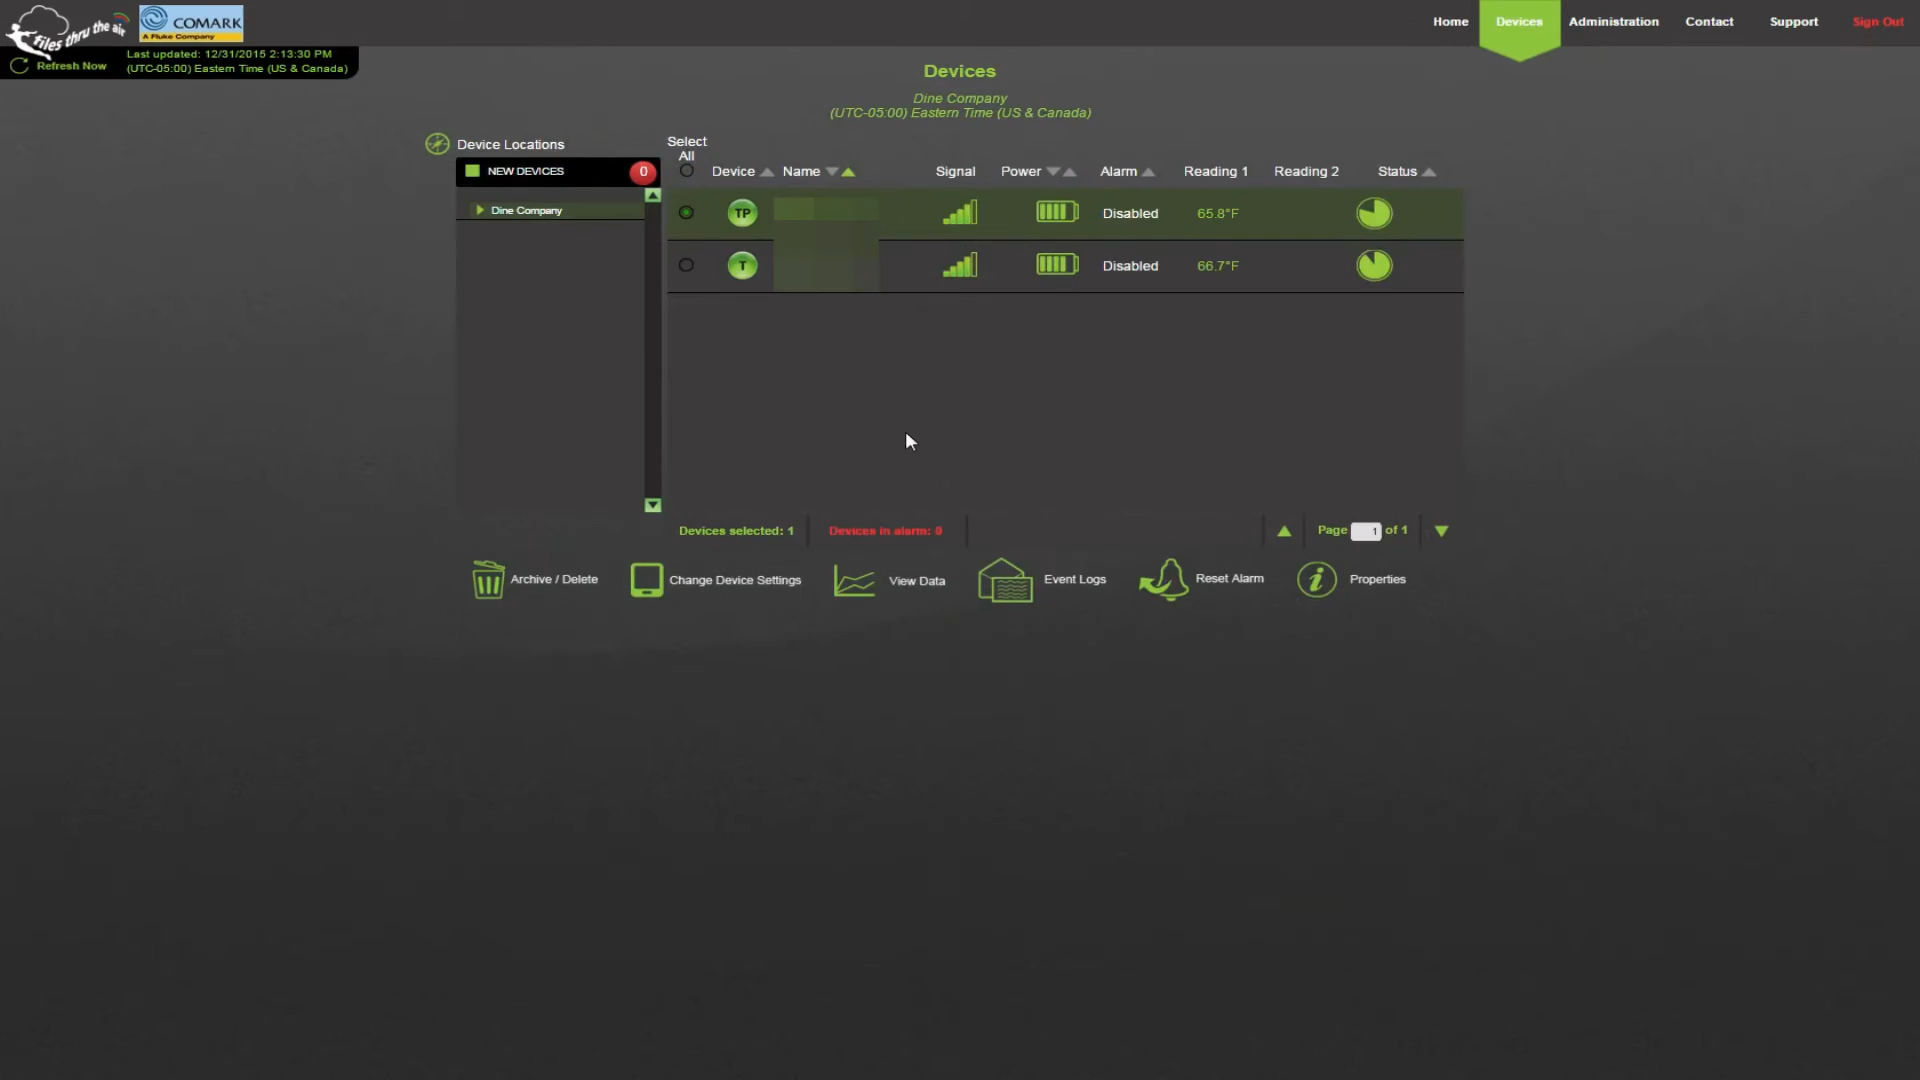 files thru the air
COMARK
A Fluke Company
Home Devices Administration Contact Support Sign Out
Refresh Now
Last updated: 12/31/2015 2:13:30 PM
(UTC-05:00) Eastern Time (US & Canada)
Devices
Dine Company
(UTC-05:00) Eastern Time (US & Canada)
Device Locations
NEW DEVICES 0
Dine Company
Select
All
Device Name Signal Power Alarm Reading 1 Reading 2 Status
TP Disabled 65.8°F
T Disabled 66.7°F
Devices selected: 1 Devices in alarm: 0 Page 1 of 1
Archive / Delete Change Device Settings View Data Event Logs Reset Alarm Properties